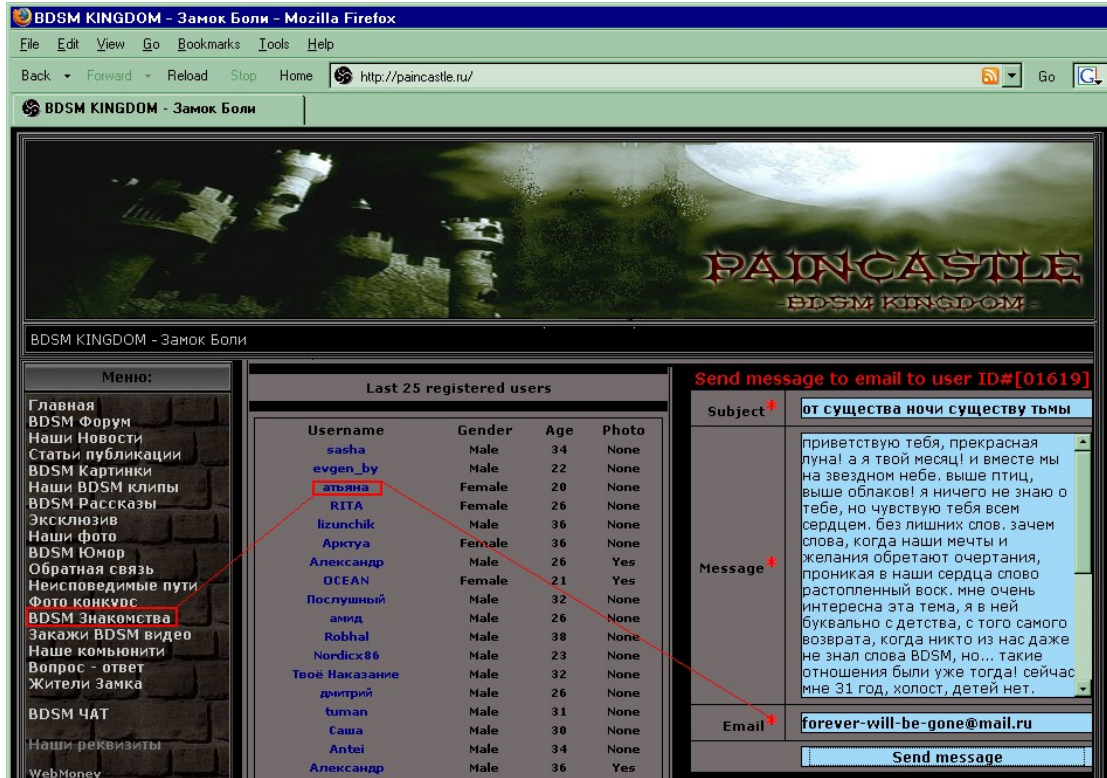 BDSM KINGDOM - Замок Боли - Mozilla Firefox
File Edit View Go Bookmarks Tools Help
Back Forward Reload Stop Home http://paincastle.ru/ Go
BDSM KINGDOM - Замок Боли
PAINCASTLE
-BDSM KINGDOM-
BDSM KINGDOM - Замок Боли
Меню:
Главная
BDSM Форум
Наши Новости
Статьи публикации
BDSM Картинки
Наши BDSM клипы
BDSM Рассказы
Эксклюзив
Наши фото
BDSM Юмор
Обратная связь
Неисповедимые пути
Фото конкурс
BDSM Знакомства
Закажи BDSM видео
Наше комьюнити
Вопрос - ответ
Жители Замка
BDSM ЧАТ
Наши реквизиты
WebMoney
Last 25 registered users
Username Gender Age Photo
sasha Male 34 None
evgen_by Male 22 None
атьяна Female 20 None
RITA Female 26 None
lizunchik Male 36 None
Арктуа Female 36 None
Александр Male 26 Yes
OCEAN Female 21 Yes
Послушный Male 32 None
амид Male 26 None
Robhal Male 38 None
Nordicx86 Male 23 None
Твоё Наказание Male 32 None
дмитрий Male 26 None
tuman Male 31 None
Саша Male 30 None
Antei Male 34 None
Александр Male 36 Yes
Send message to email to user ID#[01619]
Subject* от существа ночи существу тьмы
Message*
приветствую тебя, прекрасная
луна! а я твой месяц! и вместе мы
на звездном небе. выше птиц,
выше облаков! я ничего не знаю о
тебе, но чувствую тебя всем
сердцем. без лишних слов. зачем
слова, когда наши мечты и
желания обретают очертания,
проникая в наши сердца слово
растопленный воск. мне очень
интересна эта тема, я в ней
буквально с детства, с того самого
возврата, когда никто из нас даже
не знал слова BDSM, но... такие
отношения были уже тогда! сейчас
мне 31 год, холост, детей нет.
Email* forever-will-be-gone@mail.ru
Send message